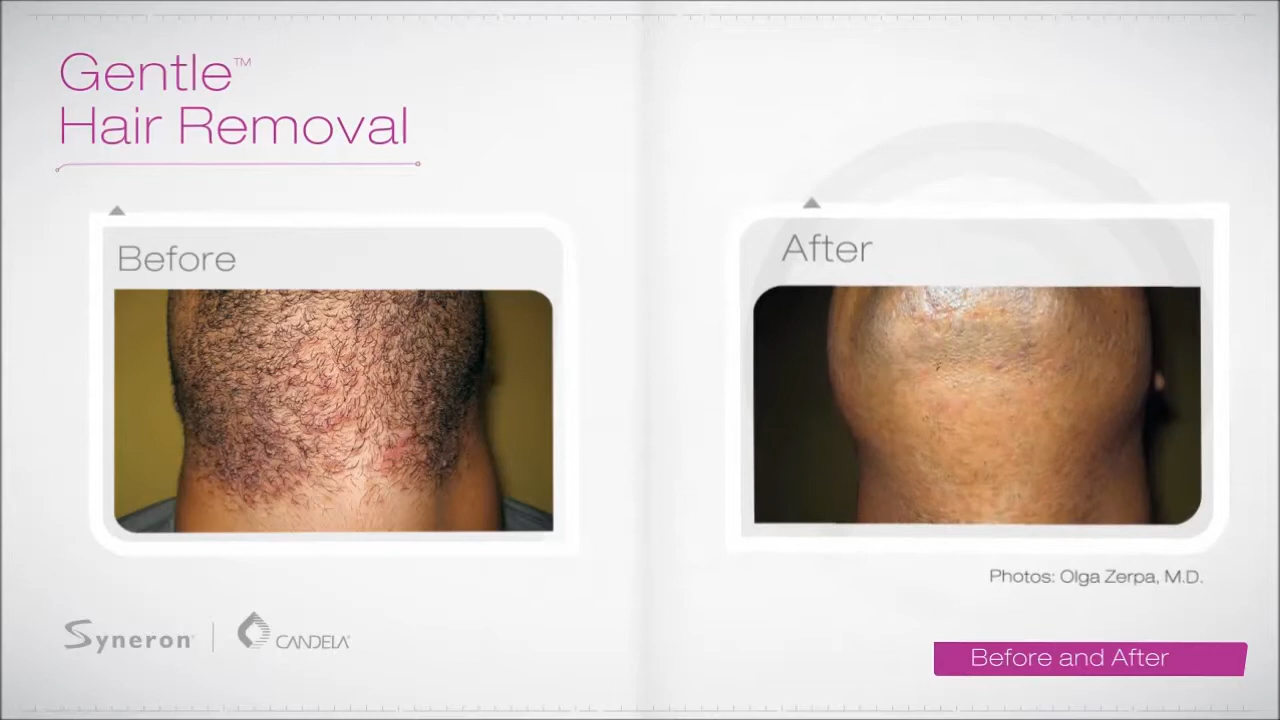 Gentle™
Hair Removal
Before
After
Photos: Olga Zerpa, M.D.
Syneron
CANDELA
Before and After